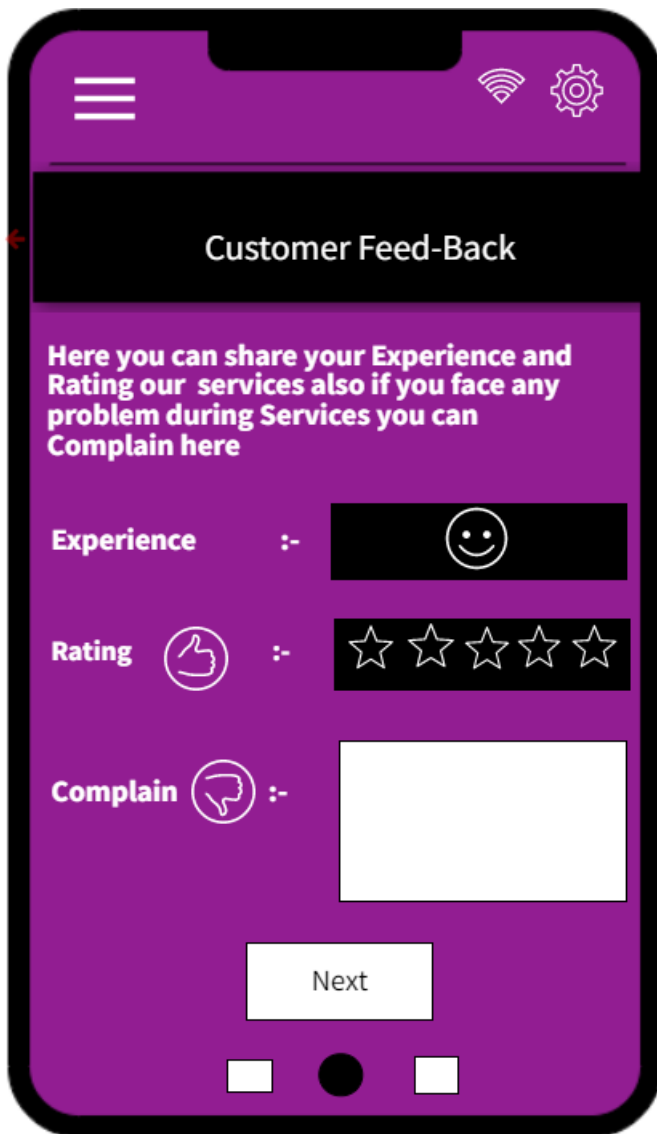 Customer Feed-Back
Here you can share your Experience and
Rating our services also if you face any
problem during Services you can
Complain here
Experience :-
Rating :-
Complain :-
Next